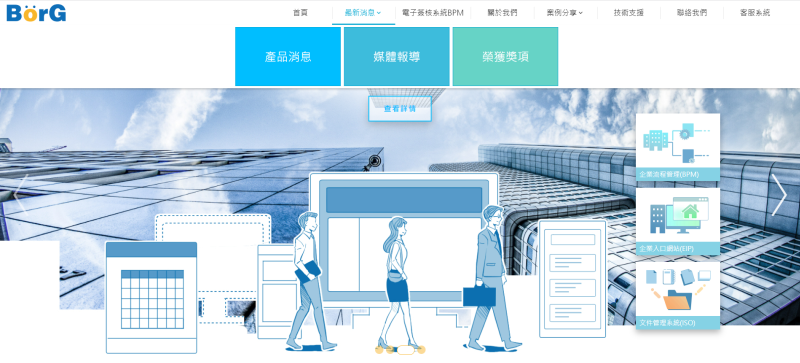 BörG
首頁
最新消息
電子簽核系統BPM
關於我們
案例分享
技術支援
聯絡我們
客服系統
產品消息
媒體報導
榮獲獎項
查看詳情
企業流程管理(BPM)
企業入口網站(EIP)
文件管理系統(ISO)